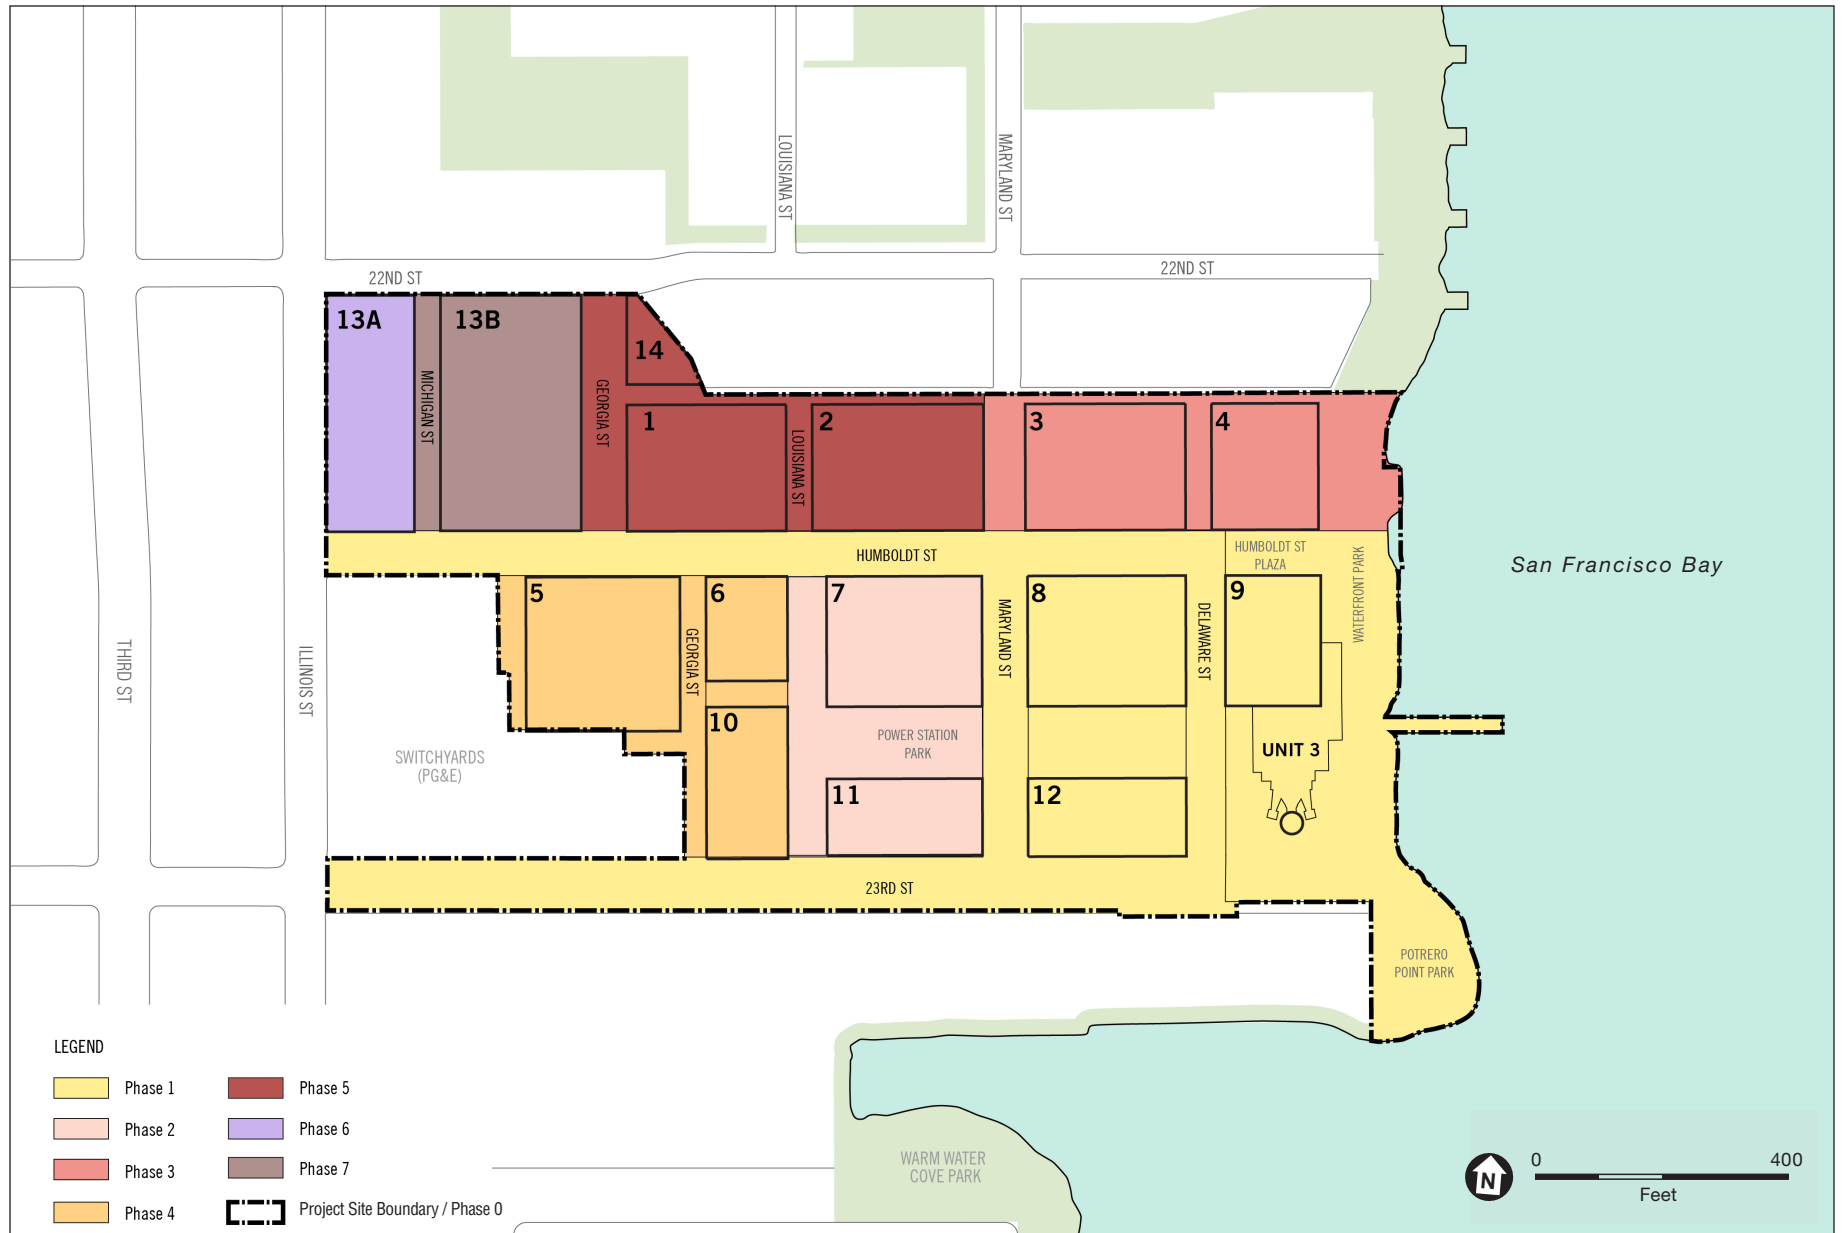 LOUISIANA ST
MARYLAND ST
22ND ST
22ND ST
13A
13B
14
MICHIGAN ST
GEORGIA ST
1
LOUISIANA ST
2
3
4
HUMBOLDT ST
HUMBOLDT ST
PLAZA
WATERFRONT PARK
San Francisco Bay
THIRD ST
ILLINOIS ST
5
GEORGIA ST
6
7
MARYLAND ST
8
DELAWARE ST
9
10
POWER STATION
PARK
UNIT 3
SWITCHYARDS
(PG&E)
11
12
23RD ST
POTRERO
POINT PARK
LEGEND
Phase 1
Phase 2
Phase 3
Phase 4
Phase 5
Phase 6
Phase 7
Project Site Boundary / Phase 0
WARM WATER
COVE PARK
N
0
400
Feet